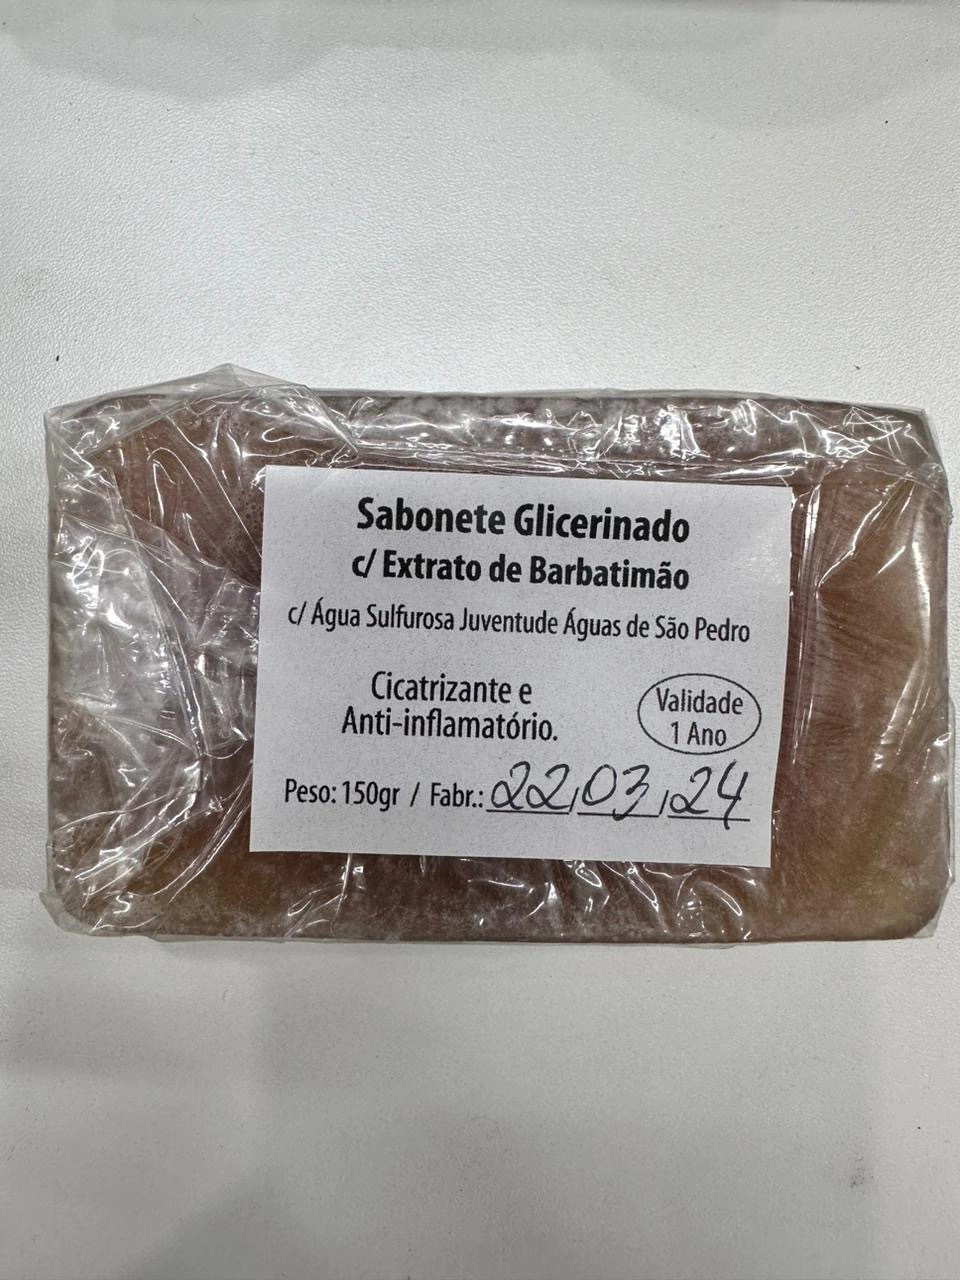 Sabonete Glicerinado
c/ Extrato de Barbatimão
c/ Água Sulfurosa Juventude Águas de São Pedro
Cicatrizante e
Anti-inflamatório.
Validade
1 Ano
Peso: 150gr / Fabr.: 22/03/24